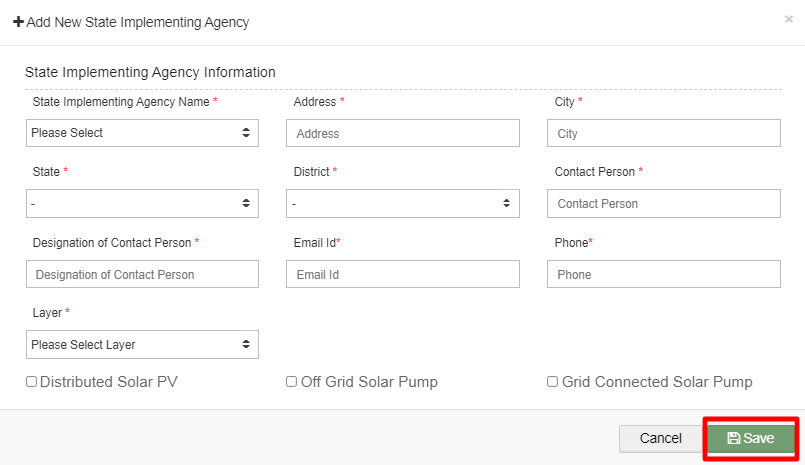 Add New State Implementing Agency
×
State Implementing Agency Information
State Implementing Agency Name *
Address *
City *
Please Select
Address
City
State *
District *
Contact Person *
-
-
Contact Person
Designation of Contact Person *
Email Id*
Phone*
Designation of Contact Person
Email Id
Phone
Layer *
Please Select Layer
Distributed Solar PV
Off Grid Solar Pump
Grid Connected Solar Pump
Cancel
Save